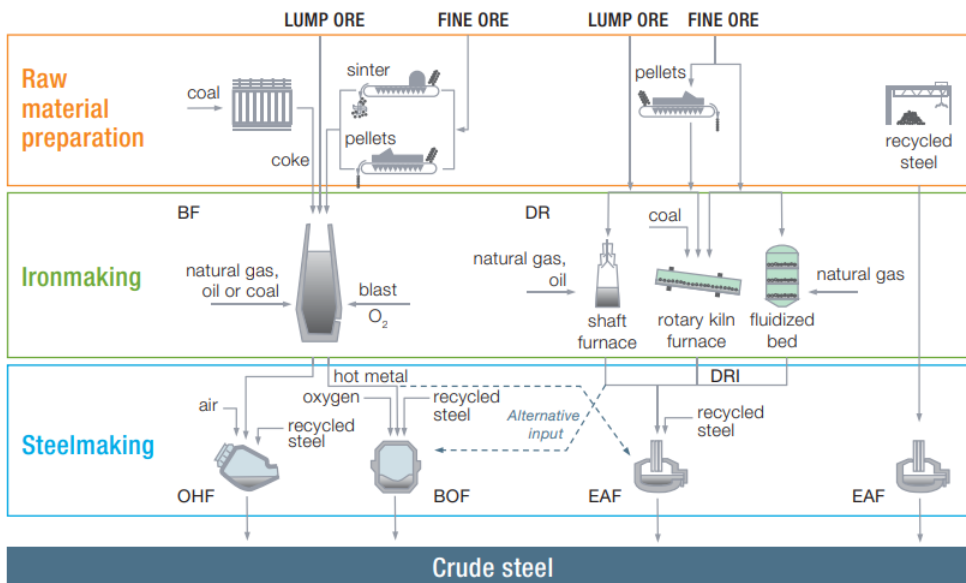 LUMP ORE
FINE ORE
LUMP ORE
FINE ORE
Raw
material
preparation
coal
coke
sinter
pellets
pellets
recycled
steel
Ironmaking
BF
natural gas,
oil or coal
blast
O2
DR
natural gas,
oil
coal
shaft
furnace
rotary kiln
furnace
fluidized
bed
natural gas
Steelmaking
hot metal
air
recycled
steel
OHF
oxygen
recycled
steel
BOF
Alternative
input
DRI
recycled
steel
EAF
EAF
Crude steel